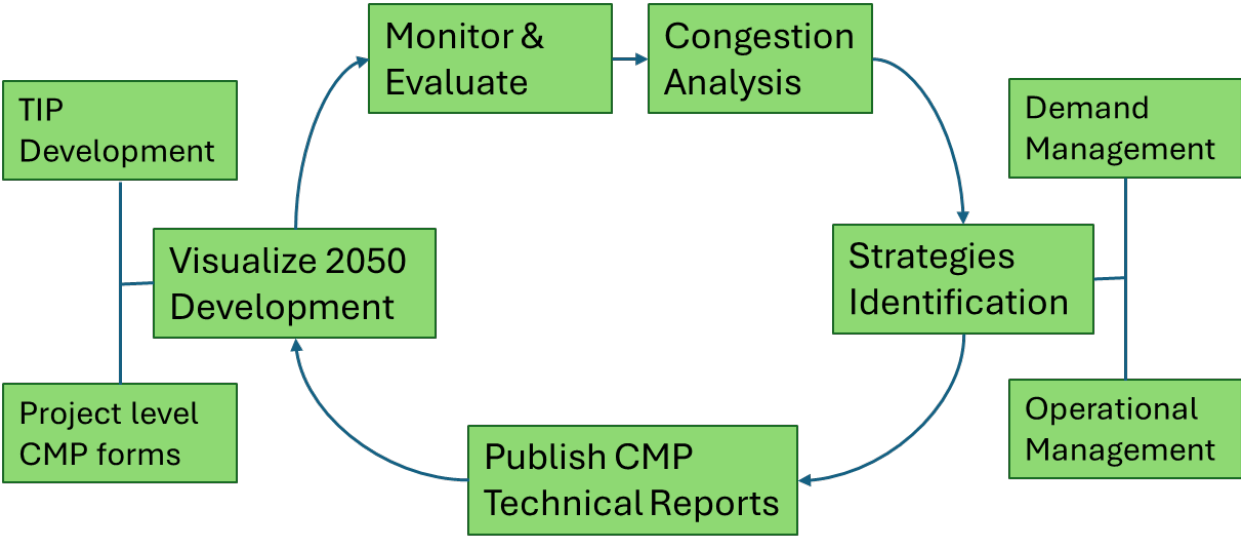 Monitor &
Evaluate
Congestion
Analysis
TIP
Development
Demand
Management
Visualize 2050
Development
Strategies
Identification
Project level
CMP forms
Operational
Management
Publish CMP
Technical Reports